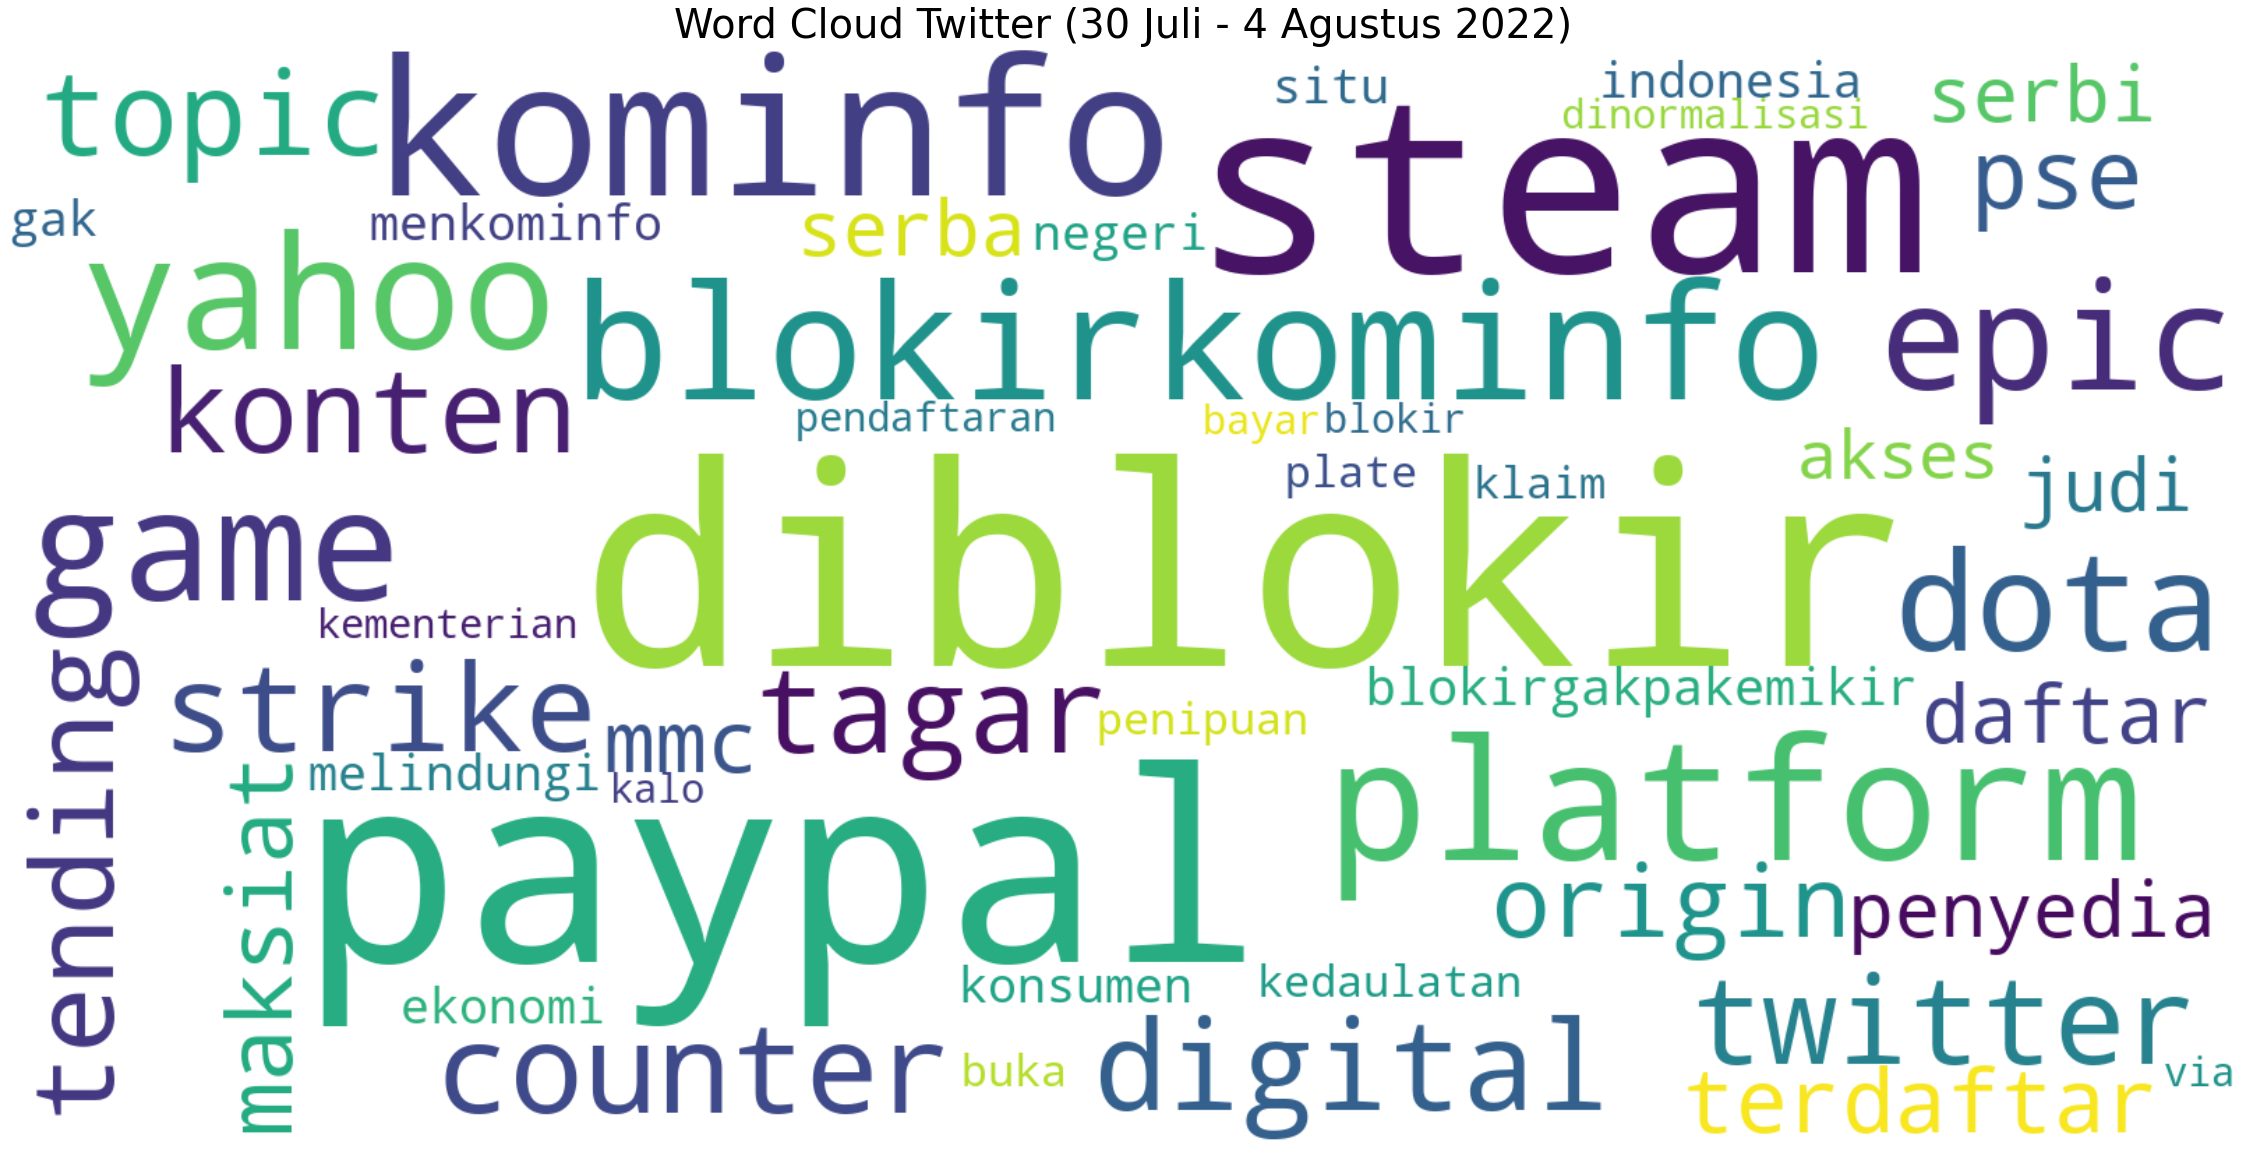 Word Cloud Twitter (30 Juli - 4 Agustus 2022)
topic
kominfo
situ
indonesia
dinormalisasi
serbi
steam
pse
gak
menkominfo
serba
negeri
yahoo
blokirkominfo
epic
konten
pendaftaran
bayar
blokir
akses
plate
klaim
judi
game
diblokir
dota
kementerian
strike
tagar
blokirgakpakemikir
daftar
penipuan
mmc
melindungi
kalo
tending
maksiat
paypal
platform
origin
penyedia
ekonomi
konsumen
kedaulatan
twitter
counter
buka
digital
via
terdaftar